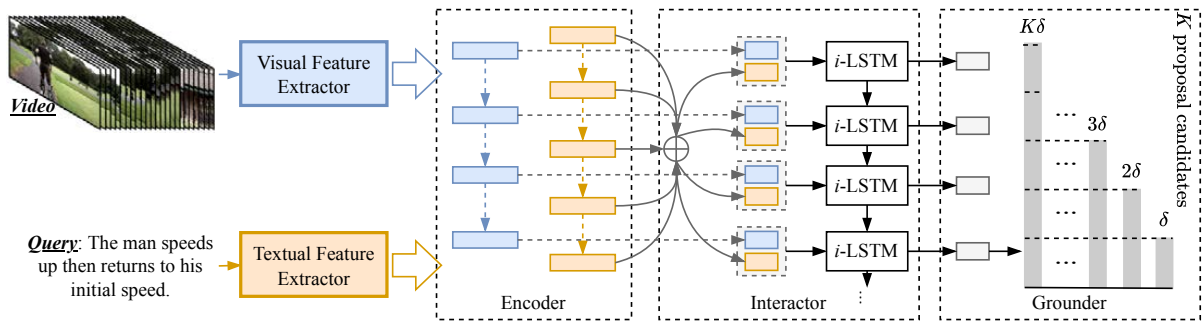 Video
Visual Feature
Extractor
Query: The man speeds
up then returns to his
initial speed.
Textual Feature
Extractor
Encoder
i-LSTM
i-LSTM
i-LSTM
i-LSTM
⋮
Interactor
Kδ
...
3δ
...
2δ
...
δ
...
Grounder
K proposal candidates